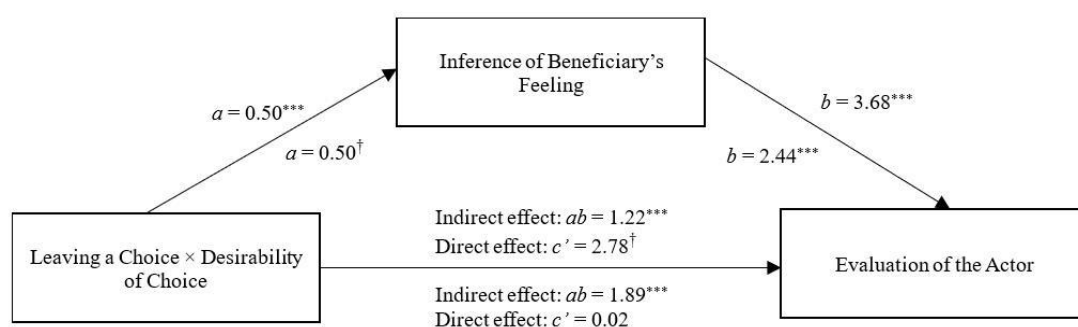 Inference of Beneficiary’s
Feeling
a = 0.50***
a = 0.50†
b = 3.68***
b = 2.44***
Leaving a Choice × Desirability
of Choice
Indirect effect: ab = 1.22***
Direct effect: c’ = 2.78†
Indirect effect: ab = 1.89***
Direct effect: c’ = 0.02
Evaluation of the Actor